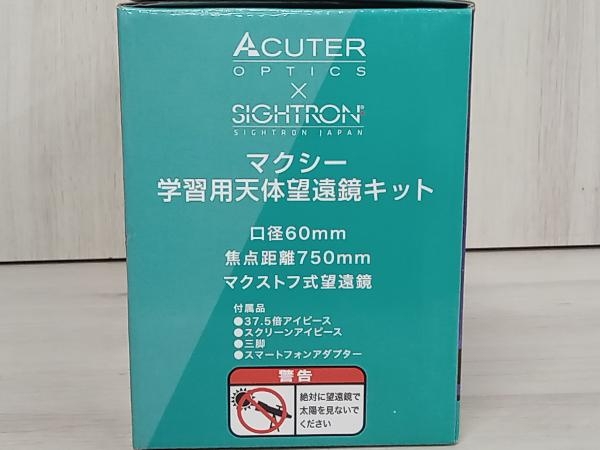 ACUTER
OPTICS
×
SIGHTRON®
SIGHTRON JAPAN
マクシー
学習用天体望遠鏡キット
口径60mm
焦点距離750mm
マクストフ式望遠鏡
付属品
●37.5倍アイピース
●スクリーンアイピース
●三脚
●スマートフォンアダプター
警告
絶対に望遠鏡で
太陽を見ないで
ください